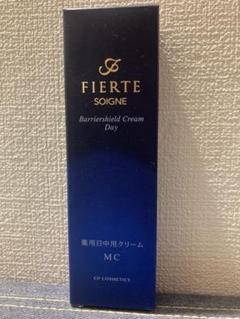 FIERTE
SOIGNE
Barriershield Cream
Day
薬用日中用クリーム
MC
CP COSMETICS